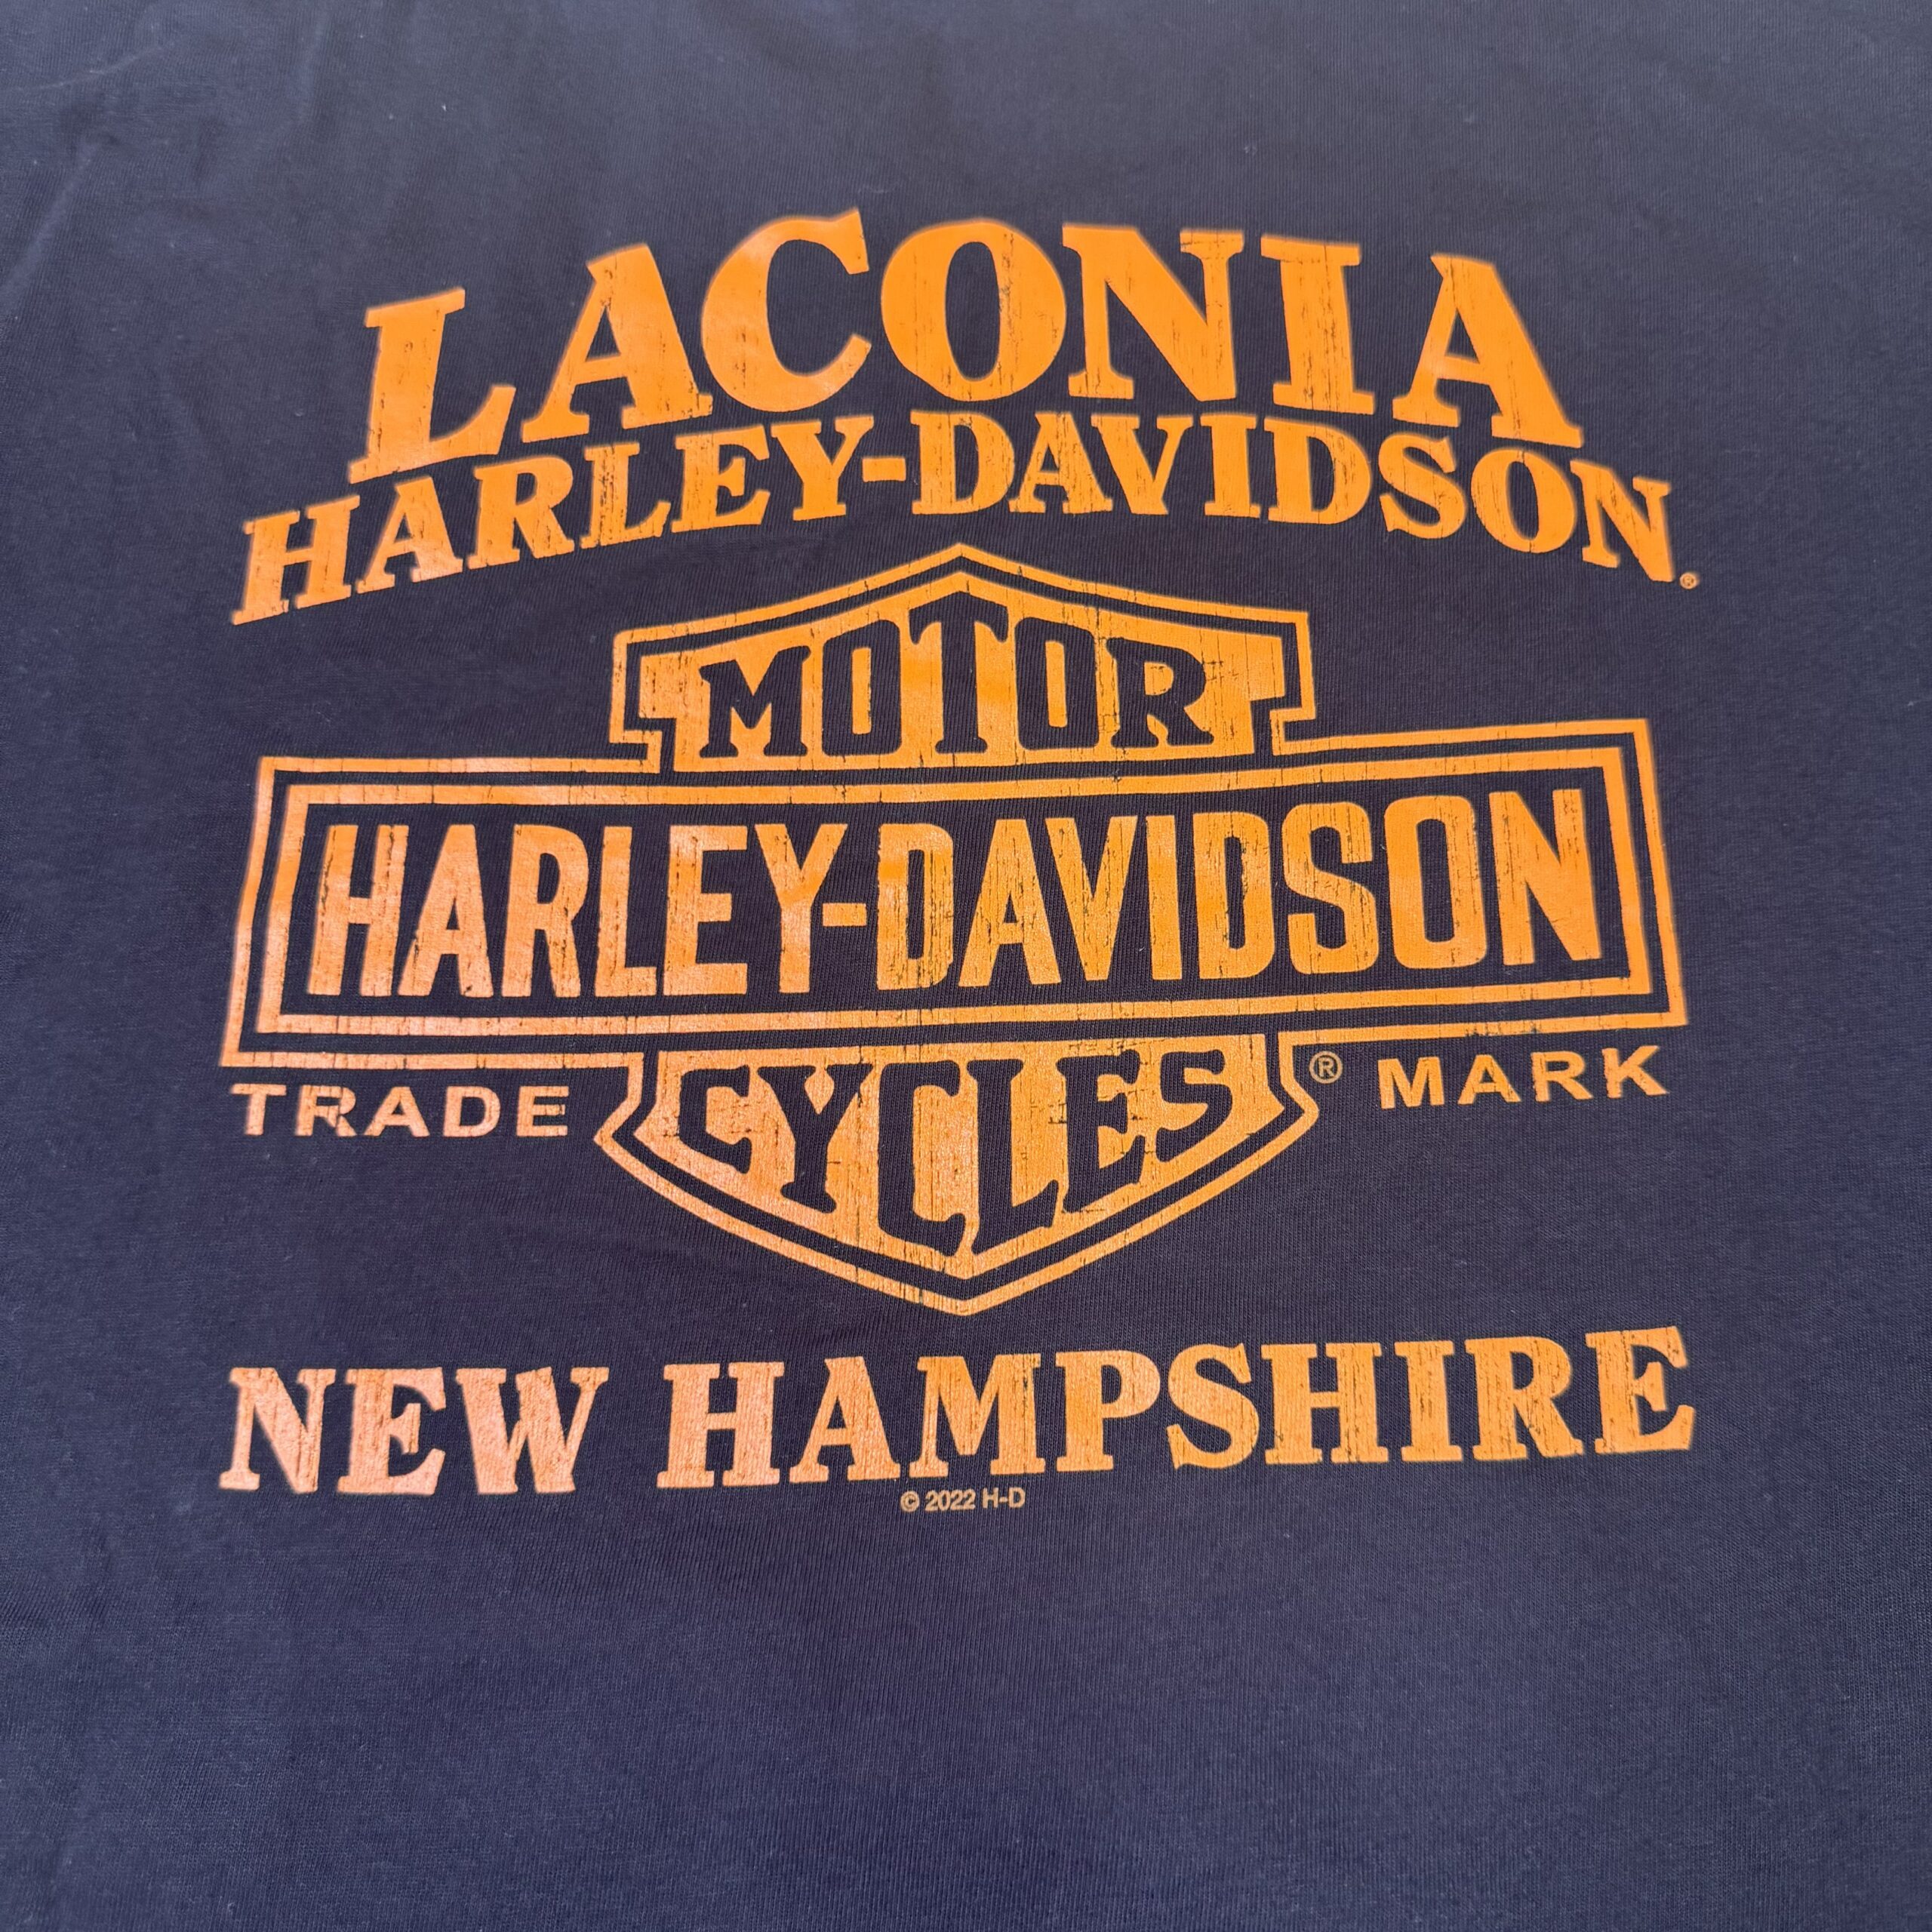 LACONIA
HARLEY-DAVIDSON®
MOTOR
HARLEY-DAVIDSON
CYCLES
TRADE ® MARK
NEW HAMPSHIRE
© 2022 H-D